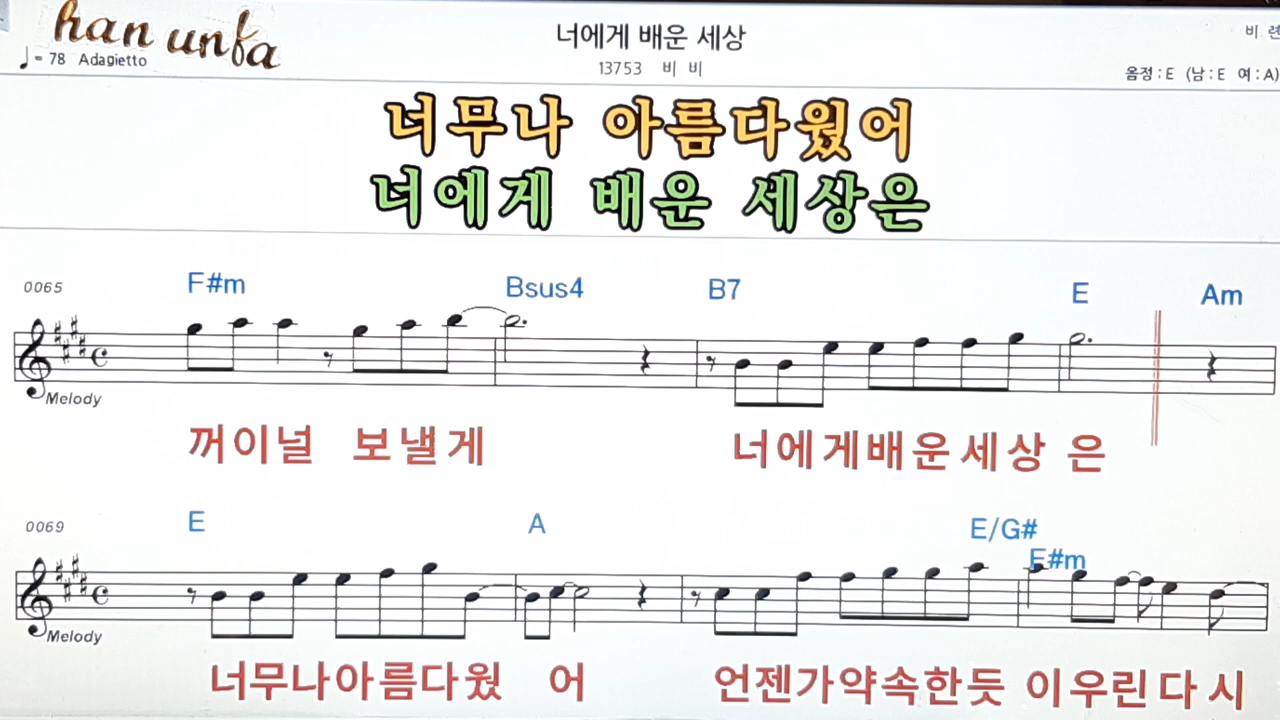 han unfa
너에게 배운 세상
비 련
♩= 78 Adagietto
13753 비 비
음정 : E (남 : E 여 : A)
너무나 아름다웠어
너에게 배운 세상은
0065 F#m Bsus4 B7 E Am
Melody
꺼이널 보낼게 너에게배운세상 은
0069 E A E/G# F#m
Melody
너무나아름다웠 어 언젠가약속한듯 이우린다시